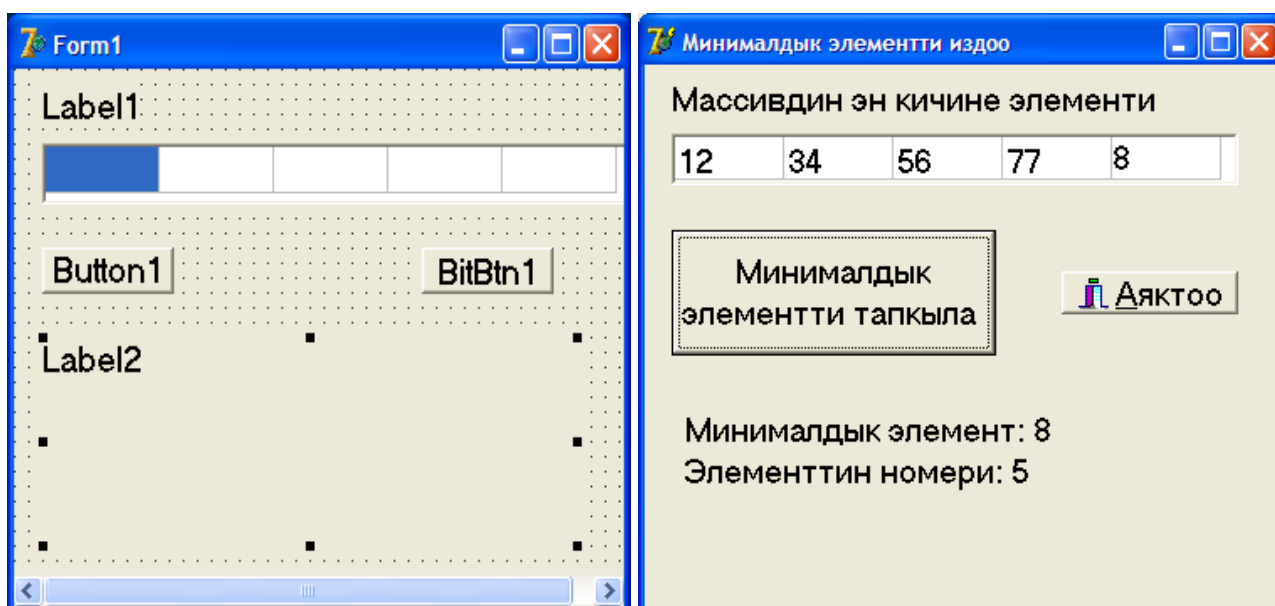 Form1
Label1
Button1
BitBtn1
Label2
Минималдык элементти издоо
Массивдин эн кичине элементи
12 34 56 77 8
Минималдык
элементти тапкыла
Аяктоо
Минималдык элемент: 8
Элементтин номери: 5